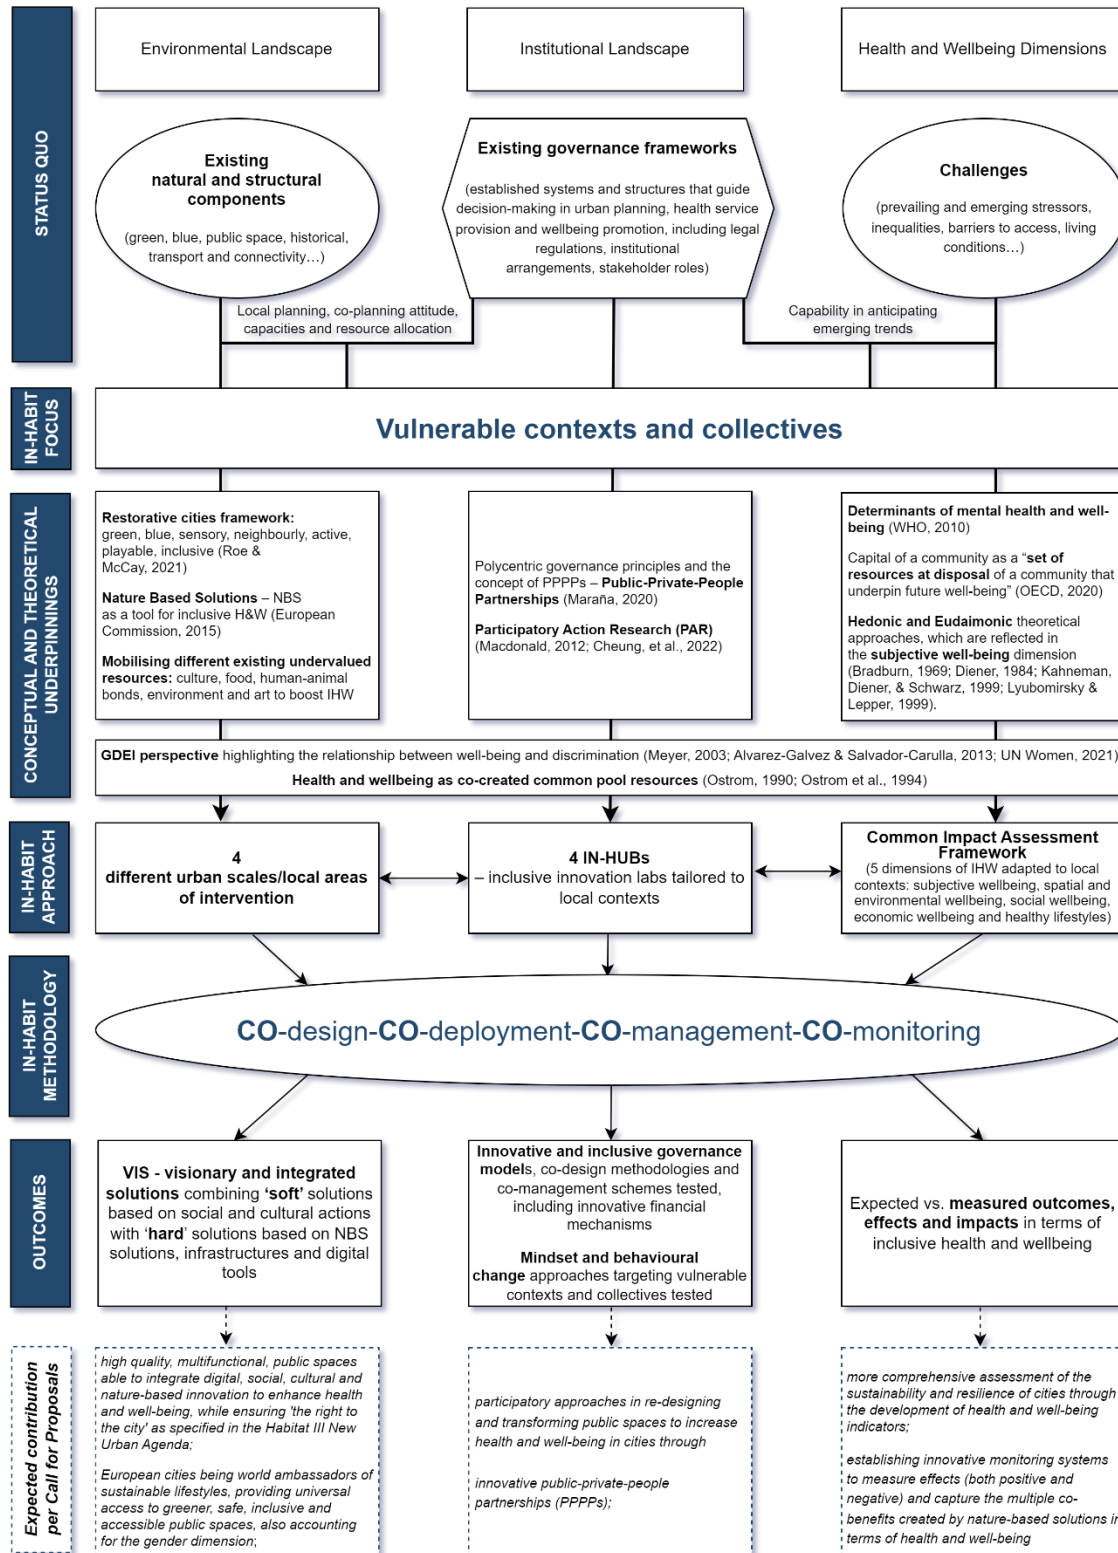 STATUS QUO
Environmental Landscape
Institutional Landscape
Health and Wellbeing Dimensions
Existing
natural and structural
components
(green, blue, public space, historical,
transport and connectivity…)
Existing governance frameworks
(established systems and structures that guide
decision-making in urban planning, health service
provision and wellbeing promotion, including legal
regulations, institutional
arrangements, stakeholder roles)
Challenges
(prevailing and emerging stressors,
inequalities, barriers to access, living
conditions…)
Local planning, co-planning attitude,
capacities and resource allocation
Capability in anticipating
emerging trends
IN-HABIT
FOCUS
Vulnerable contexts and collectives
CONCEPTUAL AND THEORETICAL
UNDERPINNINGS
Restorative cities framework:
green, blue, sensory, neighbourly, active,
playable, inclusive (Roe &
McCay, 2021)
Nature Based Solutions – NBS
as a tool for inclusive H&W (European
Commission, 2015)
Mobilising different existing undervalued
resources: culture, food, human-animal
bonds, environment and art to boost IHW
Polycentric governance principles and the
concept of PPPPs – Public-Private-People
Partnerships (Maraña, 2020)
Participatory Action Research (PAR)
(Macdonald, 2012; Cheung, et al., 2022)
Determinants of mental health and well-
being (WHO, 2010)
Capital of a community as a “set of
resources at disposal of a community that
underpin future well-being” (OECD, 2020)
Hedonic and Eudaimonic theoretical
approaches, which are reflected in
the subjective well-being dimension
(Bradburn, 1969; Diener, 1984; Kahneman,
Diener, & Schwarz, 1999; Lyubomirsky &
Lepper, 1999).
GDEI perspective highlighting the relationship between well-being and discrimination (Meyer, 2003; Alvarez-Galvez & Salvador-Carulla, 2013; UN Women, 2021)
Health and wellbeing as co-created common pool resources (Ostrom, 1990; Ostrom et al., 1994)
IN-HABIT
APPROACH
4
different urban scales/local areas
of intervention
4 IN-HUBs
– inclusive innovation labs tailored to
local contexts
Common Impact Assessment
Framework
(5 dimensions of IHW adapted to local
contexts: subjective wellbeing, spatial and
environmental wellbeing, social wellbeing,
economic wellbeing and healthy lifestyles)
IN-HABIT
METHODOLOGY
CO-design-CO-deployment-CO-management-CO-monitoring
OUTCOMES
VIS - visionary and integrated
solutions combining ‘soft’ solutions
based on social and cultural actions
with ‘hard’ solutions based on NBS
solutions, infrastructures and digital
tools
Innovative and inclusive governance
models, co-design methodologies and
co-management schemes tested,
including innovative financial
mechanisms
Mindset and behavioural
change approaches targeting vulnerable
contexts and collectives tested
Expected vs. measured outcomes,
effects and impacts in terms of
inclusive health and wellbeing
Expected contribution
per Call for Proposals
high quality, multifunctional, public spaces
able to integrate digital, social, cultural and
nature-based innovation to enhance health
and well-being, while ensuring 'the right to
the city' as specified in the Habitat III New
Urban Agenda;
European cities being world ambassadors of
sustainable lifestyles, providing universal
access to greener, safe, inclusive and
accessible public spaces, also accounting
for the gender dimension;
participatory approaches in re-designing
and transforming public spaces to increase
health and well-being in cities through
innovative public-private-people
partnerships (PPPPs);
more comprehensive assessment of the
sustainability and resilience of cities through
the development of health and well-being
indicators;
establishing innovative monitoring systems
to measure effects (both positive and
negative) and capture the multiple co-
benefits created by nature-based solutions in
terms of health and well-being